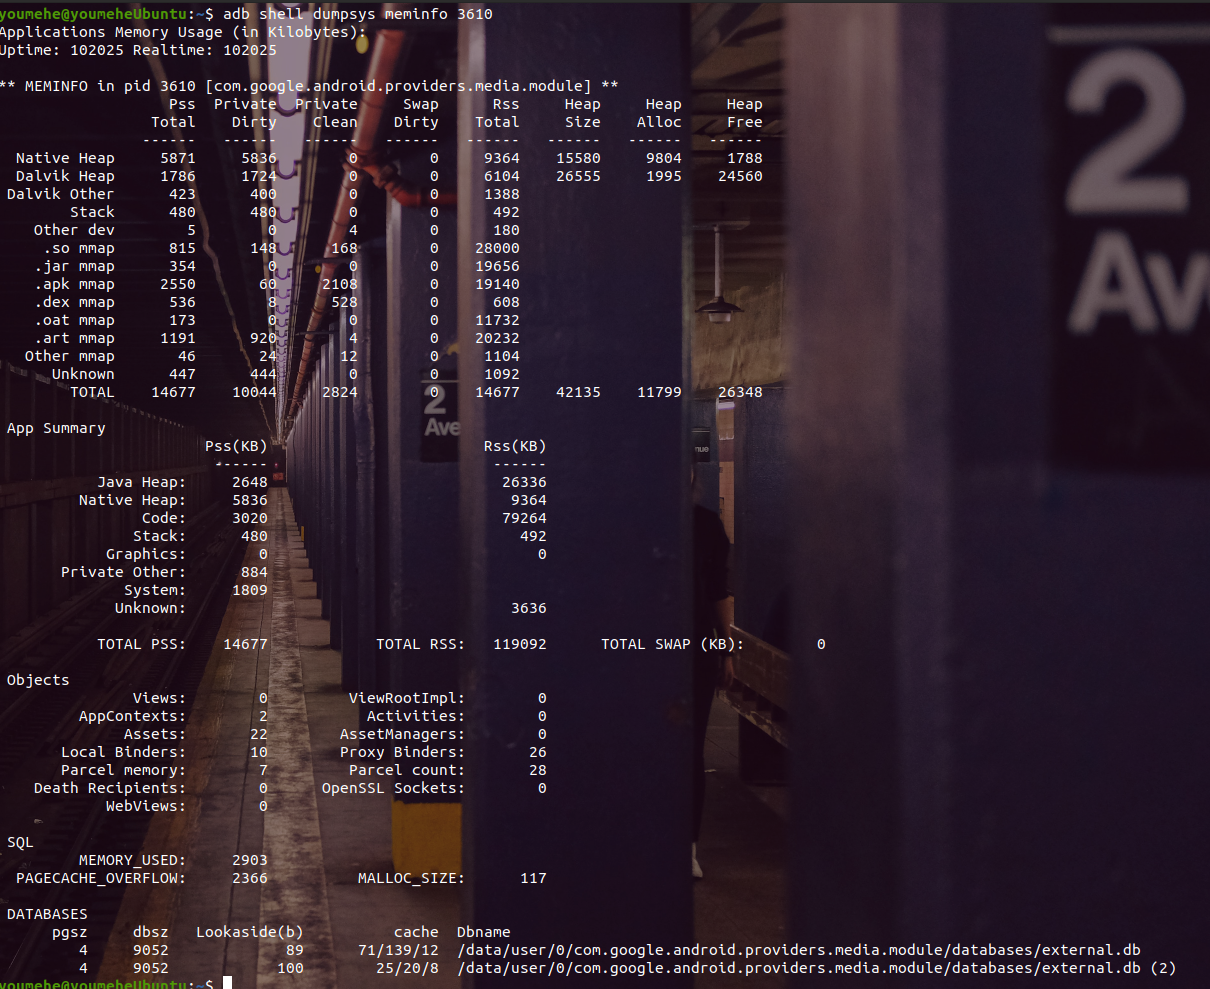 youmehe@youmeheUbuntu:~$ adb shell dumpsys meminfo 3610
Applications Memory Usage (in Kilobytes):
Uptime: 102025 Realtime: 102025
** MEMINFO in pid 3610 [com.google.android.providers.media.module] **
Pss Private Private Swap Rss Heap Heap Heap
Total Dirty Clean Dirty Total Size Alloc Free
------ ------ ------ ------ ------ ------ ------ ------
Native Heap 5871 5836 0 0 9364 15580 9804 1788
Dalvik Heap 1786 1724 0 0 6104 26555 1995 24560
Dalvik Other 423 400 0 0 1388
Stack 480 480 0 0 492
Other dev 5 0 4 0 180
.so mmap 815 148 168 0 28000
.jar mmap 354 0 0 0 19656
.apk mmap 2550 60 2108 0 19140
.dex mmap 536 8 528 0 608
.oat mmap 173 0 0 0 11732
.art mmap 1191 920 4 0 20232
Other mmap 46 24 12 0 1104
Unknown 447 444 0 0 1092
TOTAL 14677 10044 2824 0 14677 42135 11799 26348
App Summary
Pss(KB) Rss(KB)
------ ------
Java Heap: 2648 26336
Native Heap: 5836 9364
Code: 3020 79264
Stack: 480 492
Graphics: 0 0
Private Other: 884
System: 1809
Unknown: 3636
TOTAL PSS: 14677 TOTAL RSS: 119092 TOTAL SWAP (KB): 0
Objects
Views: 0 ViewRootImpl: 0
AppContexts: 2 Activities: 0
Assets: 22 AssetManagers: 0
Local Binders: 10 Proxy Binders: 26
Parcel memory: 7 Parcel count: 28
Death Recipients: 0 OpenSSL Sockets: 0
WebViews: 0
SQL
MEMORY_USED: 2903
PAGECACHE_OVERFLOW: 2366 MALLOC_SIZE: 117
DATABASES
pgsz dbsz Lookaside(b) cache Dbname
4 9052 89 71/139/12 /data/user/0/com.google.android.providers.media.module/databases/external.db
4 9052 100 25/20/8 /data/user/0/com.google.android.providers.media.module/databases/external.db (2)
youmehe@youmeheUbuntu:~$
2
Av
2
Ave
nue